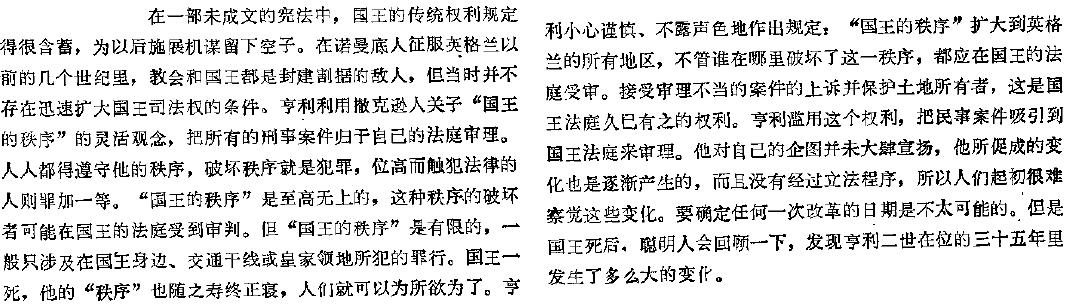 在一部未成文的宪法中，国王的传统权利规定
得很含蓄，为以后施展机谋留下空子。在诺曼底人征服英格兰以
前的几个世纪里，教会和国王都是封建割据的敌人，但当时并不
存在迅速扩大国王司法权的条件。亨利利用撒克逊人关于“国王
的秩序”的灵活观念，把所有的刑事案件归于自己的法庭审理。
人人都得遵守他的秩序，破坏秩序就是犯罪，位高而触犯法律的
人则罪加一等。“国王的秩序”是至高无上的，这种秩序的破坏
者可能在国王的法庭受到审判。但“国王的秩序”是有限的，一
般只涉及在国王身边、交通干线或皇家领地所犯的罪行。国王一
死，他的“秩序”也随之寿终正寝，人们就可以为所欲为了。亨
利小心谨慎、不露声色地作出规定：“国王的秩序”扩大到英格
兰的所有地区，不管谁在哪里破坏了这一秩序，都应在国王的法
庭受审。接受审理不当的案件的上诉并保护土地所有者，这是国
王法庭久已有之的权利。亨利滥用这个权利，把民事案件吸引到
国王法庭来审理。他对自己的企图并未大肆宣扬，他所促成的变
化也是逐渐产生的，而且没有经过立法程序，所以人们起初很难
察觉这些变化。要确定任何一次改革的日期是不太可能的。但是
国王死后，聪明人会回顾一下，发现亨利二世在位的三十五年里
发生了多么大的变化。